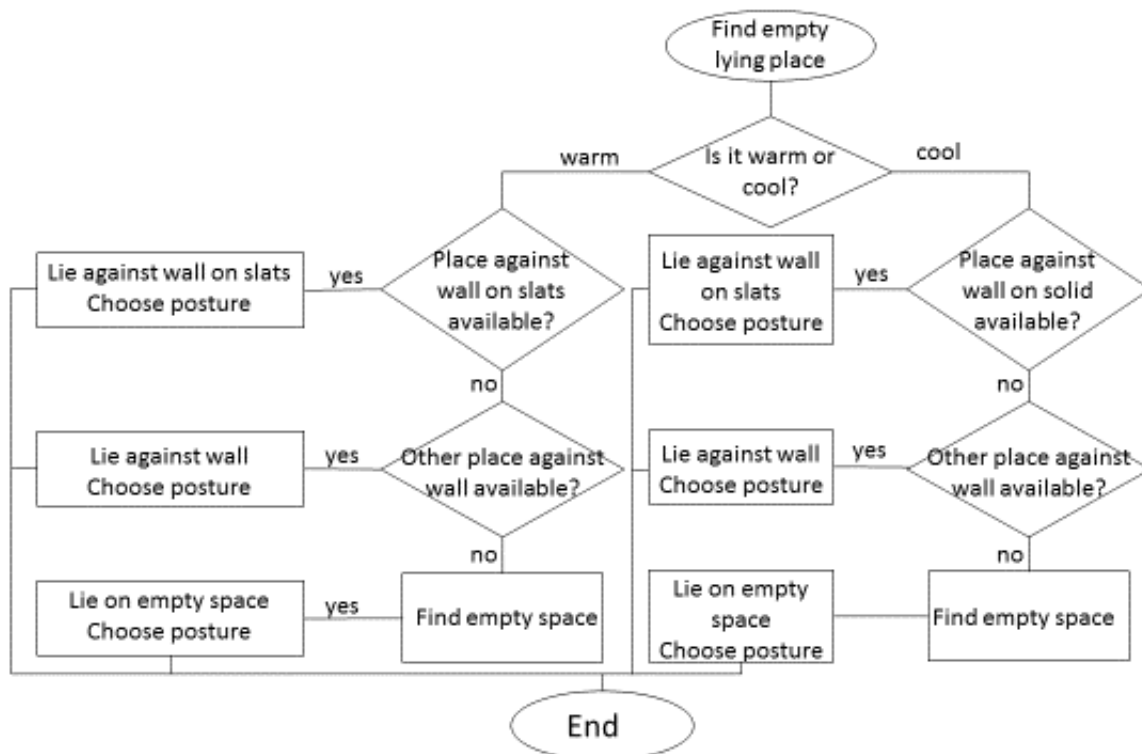 Find empty
lying place
Is it warm or
cool?
warm
cool
Place against
wall on slats
available?
yes
Lie against wall on slats
Choose posture
no
Other place against
wall available?
yes
Lie against wall
Choose posture
no
Find empty space
yes
Lie on empty space
Choose posture
Place against
wall on solid
available?
yes
Lie against wall
on slats
Choose posture
no
Other place against
wall available?
yes
Lie against wall
Choose posture
no
Find empty space
Lie on empty
space
Choose posture
End